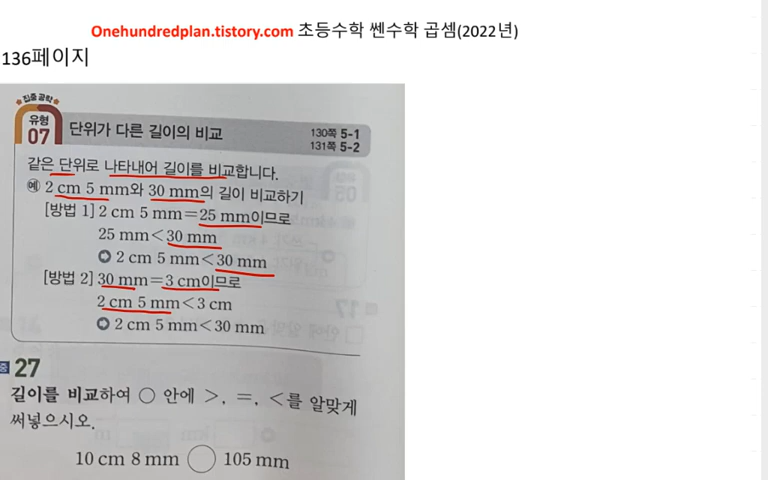 Onehundredplan.tistory.com 초등수학 쎈수학 곱셈(2022년)
136페이지
집중 공략
유형
07
단위가 다른 길이의 비교
130쪽 5-1
131쪽 5-2
같은 단위로 나타내어 길이를 비교합니다.
예 2 cm 5 mm와 30 mm의 길이 비교하기
[방법 1] 2 cm 5 mm=25 mm이므로
25 mm<30 mm
➲ 2 cm 5 mm<30 mm
[방법 2] 30 mm=3 cm이므로
2 cm 5 mm<3 cm
➲ 2 cm 5 mm<30 mm
중 27
길이를 비교하여 ○ 안에 >, =, <를 알맞게
써넣으시오.
10 cm 8 mm ○ 105 mm